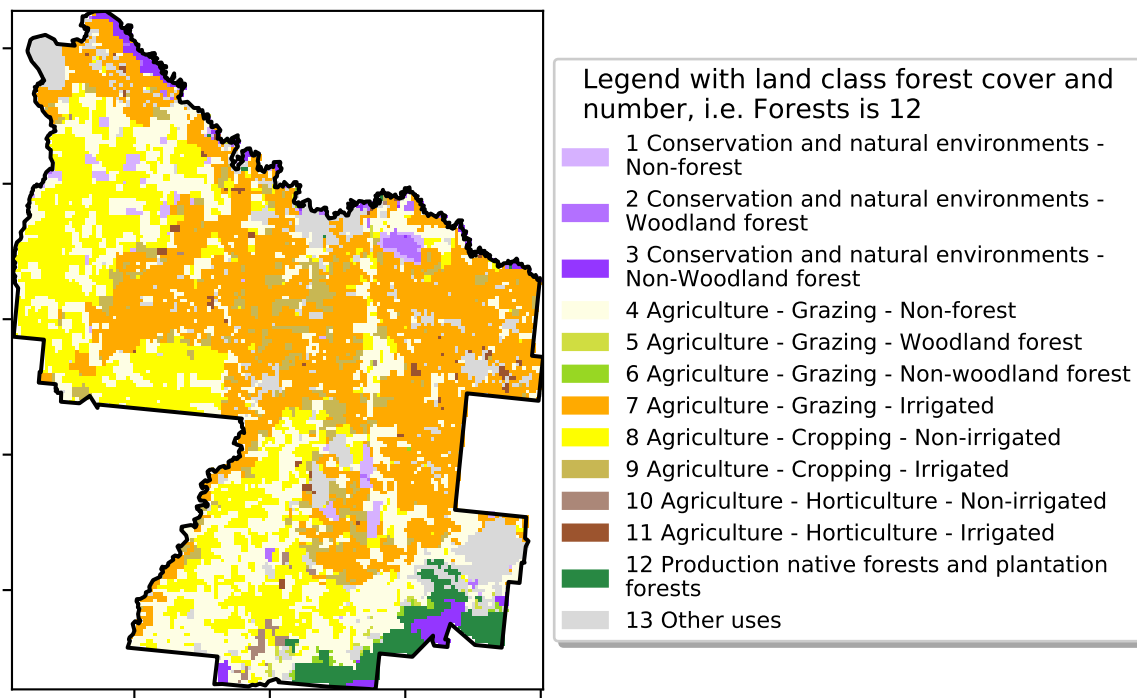 Legend with land class forest cover and
number, i.e. Forests is 12
1 Conservation and natural environments -
Non-forest
2 Conservation and natural environments -
Woodland forest
3 Conservation and natural environments -
Non-Woodland forest
4 Agriculture - Grazing - Non-forest
5 Agriculture - Grazing - Woodland forest
6 Agriculture - Grazing - Non-woodland forest
7 Agriculture - Grazing - Irrigated
8 Agriculture - Cropping - Non-irrigated
9 Agriculture - Cropping - Irrigated
10 Agriculture - Horticulture - Non-irrigated
11 Agriculture - Horticulture - Irrigated
12 Production native forests and plantation
forests
13 Other uses